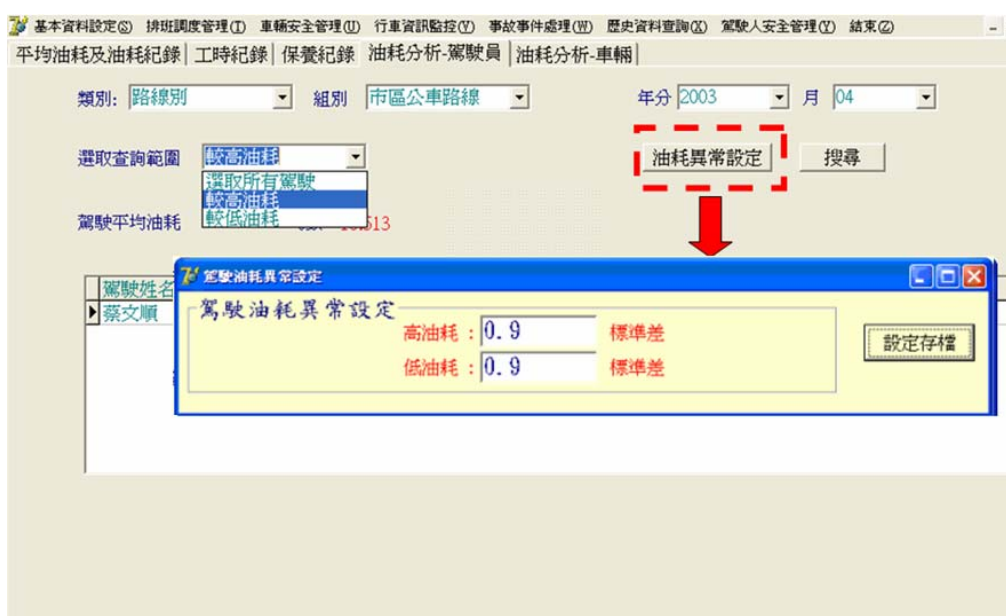 基本資料設定(S) 排班調度管理(T) 車輛安全管理(U) 行車資訊監控(V) 事故事件處理(W) 歷史資料查詢(X) 駕駛人安全管理(Y) 結束(Z)
平均油耗及油耗紀錄 工時紀錄 保養紀錄 油耗分析-駕駛員 油耗分析-車輛
類別: 路線別 組別 市區公車路線 年分 2003 月 04
選取查詢範圍 較高油耗 油耗異常設定 搜尋
選取所有駕駛
較高油耗
較低油耗
駕駛平均油耗
駕駛油耗異常設定
駕駛姓名
蔡文順
駕駛油耗異常設定
高油耗 : 0.9 標準差
低油耗 : 0.9 標準差
設定存檔